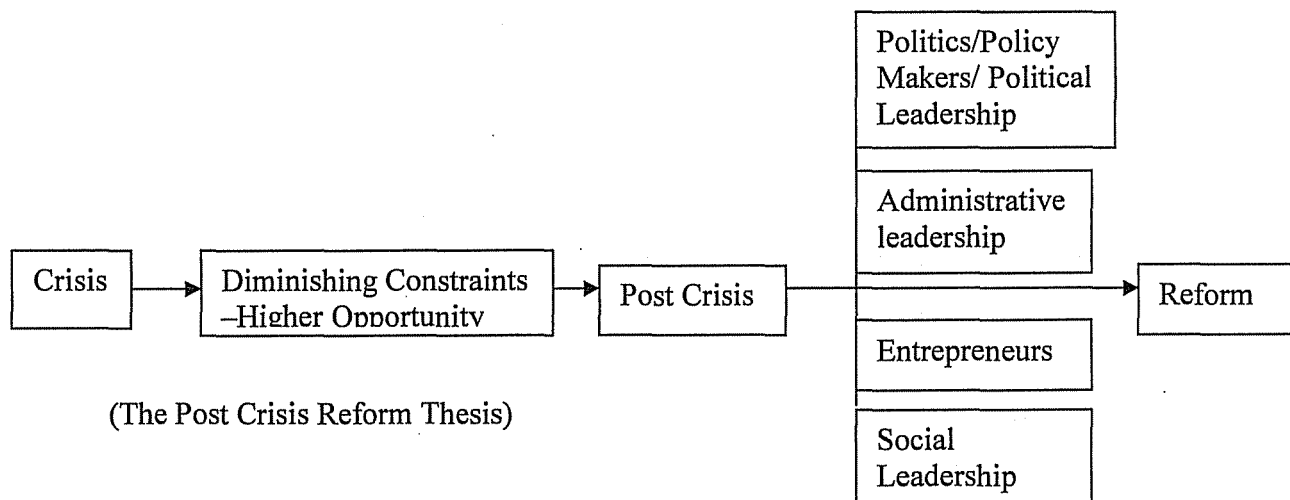 Politics/Policy
Makers/ Political
Leadership
Administrative
leadership
Crisis
Diminishing Constraints
–Higher Opportunity
Post Crisis
Reform
Entrepreneurs
(The Post Crisis Reform Thesis)
Social
Leadership